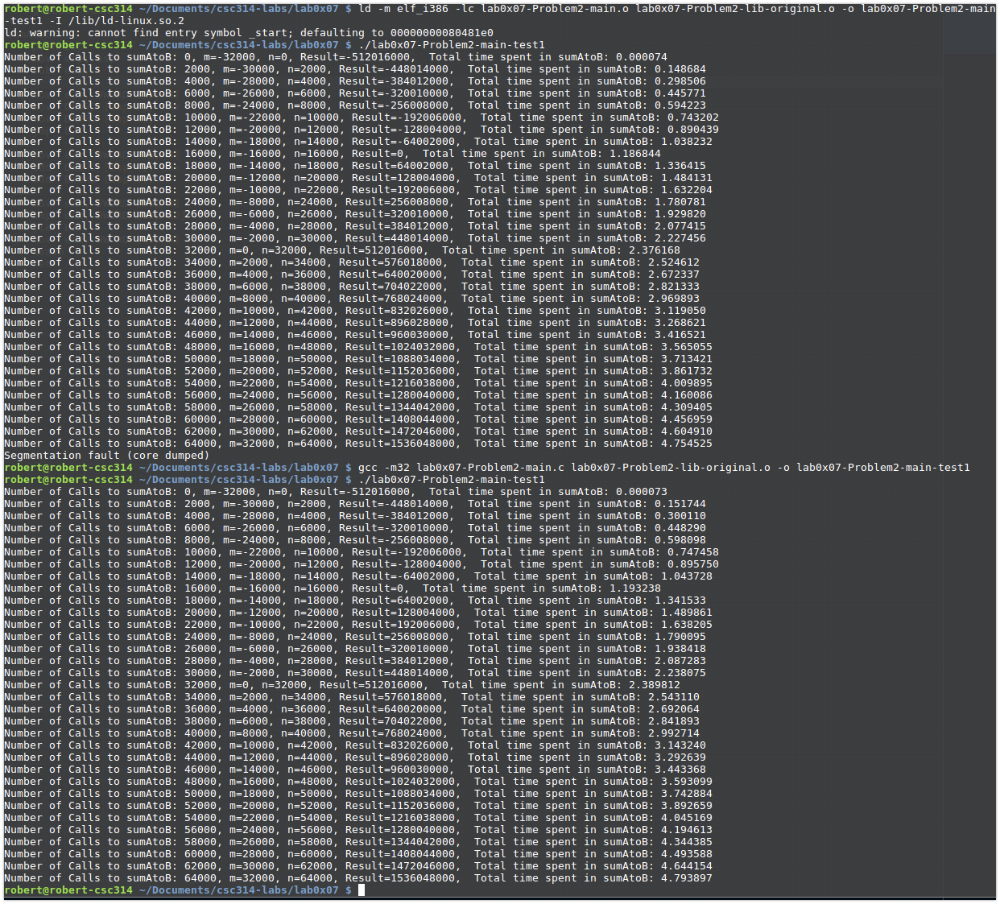 robert@robert-csc314 ~/Documents/csc314-labs/lab0x07 $ ld -m elf_i386 -lc lab0x07-Problem2-main.o lab0x07-Problem2-lib-original.o -o lab0x07-Problem2-main
-test1 -I /lib/ld-linux.so.2
ld: warning: cannot find entry symbol _start; defaulting to 00000000080481e0
robert@robert-csc314 ~/Documents/csc314-labs/lab0x07 $ ./lab0x07-Problem2-main-test1
Number of Calls to sumAtoB: 0, m=-32000, n=0, Result=-512016000,  Total time spent in sumAtoB: 0.000074
Number of Calls to sumAtoB: 2000, m=-30000, n=2000, Result=-448014000,  Total time spent in sumAtoB: 0.148684
Number of Calls to sumAtoB: 4000, m=-28000, n=4000, Result=-384012000,  Total time spent in sumAtoB: 0.298506
Number of Calls to sumAtoB: 6000, m=-26000, n=6000, Result=-320010000,  Total time spent in sumAtoB: 0.445771
Number of Calls to sumAtoB: 8000, m=-24000, n=8000, Result=-256008000,  Total time spent in sumAtoB: 0.594223
Number of Calls to sumAtoB: 10000, m=-22000, n=10000, Result=-192006000,  Total time spent in sumAtoB: 0.743202
Number of Calls to sumAtoB: 12000, m=-20000, n=12000, Result=-128004000,  Total time spent in sumAtoB: 0.890439
Number of Calls to sumAtoB: 14000, m=-18000, n=14000, Result=-64002000,  Total time spent in sumAtoB: 1.038232
Number of Calls to sumAtoB: 16000, m=-16000, n=16000, Result=0,  Total time spent in sumAtoB: 1.186844
Number of Calls to sumAtoB: 18000, m=-14000, n=18000, Result=64002000,  Total time spent in sumAtoB: 1.336415
Number of Calls to sumAtoB: 20000, m=-12000, n=20000, Result=128004000,  Total time spent in sumAtoB: 1.484131
Number of Calls to sumAtoB: 22000, m=-10000, n=22000, Result=192006000,  Total time spent in sumAtoB: 1.632204
Number of Calls to sumAtoB: 24000, m=-8000, n=24000, Result=256008000,  Total time spent in sumAtoB: 1.780781
Number of Calls to sumAtoB: 26000, m=-6000, n=26000, Result=320010000,  Total time spent in sumAtoB: 1.929820
Number of Calls to sumAtoB: 28000, m=-4000, n=28000, Result=384012000,  Total time spent in sumAtoB: 2.077415
Number of Calls to sumAtoB: 30000, m=-2000, n=30000, Result=448014000,  Total time spent in sumAtoB: 2.227456
Number of Calls to sumAtoB: 32000, m=0, n=32000, Result=512016000,  Total time spent in sumAtoB: 2.376168
Number of Calls to sumAtoB: 34000, m=2000, n=34000, Result=576018000,  Total time spent in sumAtoB: 2.524612
Number of Calls to sumAtoB: 36000, m=4000, n=36000, Result=640020000,  Total time spent in sumAtoB: 2.672337
Number of Calls to sumAtoB: 38000, m=6000, n=38000, Result=704022000,  Total time spent in sumAtoB: 2.821333
Number of Calls to sumAtoB: 40000, m=8000, n=40000, Result=768024000,  Total time spent in sumAtoB: 2.969893
Number of Calls to sumAtoB: 42000, m=10000, n=42000, Result=832026000,  Total time spent in sumAtoB: 3.119050
Number of Calls to sumAtoB: 44000, m=12000, n=44000, Result=896028000,  Total time spent in sumAtoB: 3.268621
Number of Calls to sumAtoB: 46000, m=14000, n=46000, Result=960030000,  Total time spent in sumAtoB: 3.416521
Number of Calls to sumAtoB: 48000, m=16000, n=48000, Result=1024032000,  Total time spent in sumAtoB: 3.565055
Number of Calls to sumAtoB: 50000, m=18000, n=50000, Result=1088034000,  Total time spent in sumAtoB: 3.713421
Number of Calls to sumAtoB: 52000, m=20000, n=52000, Result=1152036000,  Total time spent in sumAtoB: 3.861732
Number of Calls to sumAtoB: 54000, m=22000, n=54000, Result=1216038000,  Total time spent in sumAtoB: 4.009895
Number of Calls to sumAtoB: 56000, m=24000, n=56000, Result=1280040000,  Total time spent in sumAtoB: 4.160086
Number of Calls to sumAtoB: 58000, m=26000, n=58000, Result=1344042000,  Total time spent in sumAtoB: 4.309405
Number of Calls to sumAtoB: 60000, m=28000, n=60000, Result=1408044000,  Total time spent in sumAtoB: 4.456959
Number of Calls to sumAtoB: 62000, m=30000, n=62000, Result=1472046000,  Total time spent in sumAtoB: 4.604910
Number of Calls to sumAtoB: 64000, m=32000, n=64000, Result=1536048000,  Total time spent in sumAtoB: 4.754525
Segmentation fault (core dumped)
robert@robert-csc314 ~/Documents/csc314-labs/lab0x07 $ gcc -m32 lab0x07-Problem2-main.c lab0x07-Problem2-lib-original.o -o lab0x07-Problem2-main-test1
robert@robert-csc314 ~/Documents/csc314-labs/lab0x07 $ ./lab0x07-Problem2-main-test1
Number of Calls to sumAtoB: 0, m=-32000, n=0, Result=-512016000,  Total time spent in sumAtoB: 0.000073
Number of Calls to sumAtoB: 2000, m=-30000, n=2000, Result=-448014000,  Total time spent in sumAtoB: 0.151744
Number of Calls to sumAtoB: 4000, m=-28000, n=4000, Result=-384012000,  Total time spent in sumAtoB: 0.300110
Number of Calls to sumAtoB: 6000, m=-26000, n=6000, Result=-320010000,  Total time spent in sumAtoB: 0.448290
Number of Calls to sumAtoB: 8000, m=-24000, n=8000, Result=-256008000,  Total time spent in sumAtoB: 0.598098
Number of Calls to sumAtoB: 10000, m=-22000, n=10000, Result=-192006000,  Total time spent in sumAtoB: 0.747458
Number of Calls to sumAtoB: 12000, m=-20000, n=12000, Result=-128004000,  Total time spent in sumAtoB: 0.895750
Number of Calls to sumAtoB: 14000, m=-18000, n=14000, Result=-64002000,  Total time spent in sumAtoB: 1.043728
Number of Calls to sumAtoB: 16000, m=-16000, n=16000, Result=0,  Total time spent in sumAtoB: 1.193238
Number of Calls to sumAtoB: 18000, m=-14000, n=18000, Result=64002000,  Total time spent in sumAtoB: 1.341533
Number of Calls to sumAtoB: 20000, m=-12000, n=20000, Result=128004000,  Total time spent in sumAtoB: 1.489861
Number of Calls to sumAtoB: 22000, m=-10000, n=22000, Result=192006000,  Total time spent in sumAtoB: 1.638205
Number of Calls to sumAtoB: 24000, m=-8000, n=24000, Result=256008000,  Total time spent in sumAtoB: 1.790095
Number of Calls to sumAtoB: 26000, m=-6000, n=26000, Result=320010000,  Total time spent in sumAtoB: 1.938418
Number of Calls to sumAtoB: 28000, m=-4000, n=28000, Result=384012000,  Total time spent in sumAtoB: 2.087283
Number of Calls to sumAtoB: 30000, m=-2000, n=30000, Result=448014000,  Total time spent in sumAtoB: 2.238075
Number of Calls to sumAtoB: 32000, m=0, n=32000, Result=512016000,  Total time spent in sumAtoB: 2.389812
Number of Calls to sumAtoB: 34000, m=2000, n=34000, Result=576018000,  Total time spent in sumAtoB: 2.543110
Number of Calls to sumAtoB: 36000, m=4000, n=36000, Result=640020000,  Total time spent in sumAtoB: 2.692064
Number of Calls to sumAtoB: 38000, m=6000, n=38000, Result=704022000,  Total time spent in sumAtoB: 2.841893
Number of Calls to sumAtoB: 40000, m=8000, n=40000, Result=768024000,  Total time spent in sumAtoB: 2.992714
Number of Calls to sumAtoB: 42000, m=10000, n=42000, Result=832026000,  Total time spent in sumAtoB: 3.143240
Number of Calls to sumAtoB: 44000, m=12000, n=44000, Result=896028000,  Total time spent in sumAtoB: 3.292639
Number of Calls to sumAtoB: 46000, m=14000, n=46000, Result=960030000,  Total time spent in sumAtoB: 3.443368
Number of Calls to sumAtoB: 48000, m=16000, n=48000, Result=1024032000,  Total time spent in sumAtoB: 3.593099
Number of Calls to sumAtoB: 50000, m=18000, n=50000, Result=1088034000,  Total time spent in sumAtoB: 3.742884
Number of Calls to sumAtoB: 52000, m=20000, n=52000, Result=1152036000,  Total time spent in sumAtoB: 3.892659
Number of Calls to sumAtoB: 54000, m=22000, n=54000, Result=1216038000,  Total time spent in sumAtoB: 4.045169
Number of Calls to sumAtoB: 56000, m=24000, n=56000, Result=1280040000,  Total time spent in sumAtoB: 4.194613
Number of Calls to sumAtoB: 58000, m=26000, n=58000, Result=1344042000,  Total time spent in sumAtoB: 4.344385
Number of Calls to sumAtoB: 60000, m=28000, n=60000, Result=1408044000,  Total time spent in sumAtoB: 4.493588
Number of Calls to sumAtoB: 62000, m=30000, n=62000, Result=1472046000,  Total time spent in sumAtoB: 4.644154
Number of Calls to sumAtoB: 64000, m=32000, n=64000, Result=1536048000,  Total time spent in sumAtoB: 4.793897
robert@robert-csc314 ~/Documents/csc314-labs/lab0x07 $